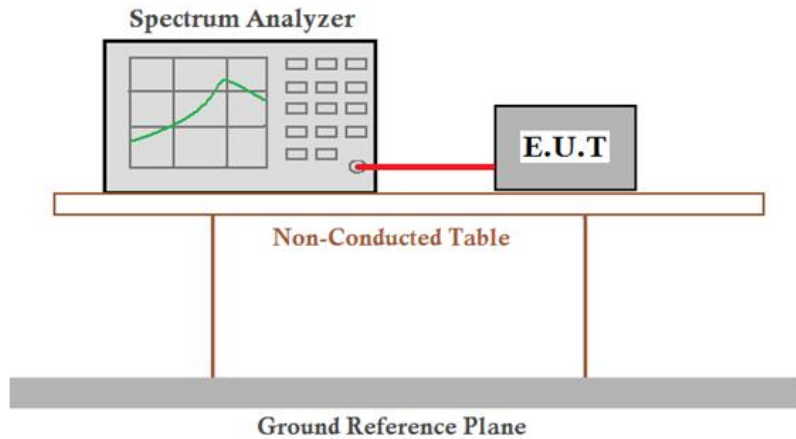 Spectrum Analyzer
E.U.T
Non-Conducted Table
Ground Reference Plane